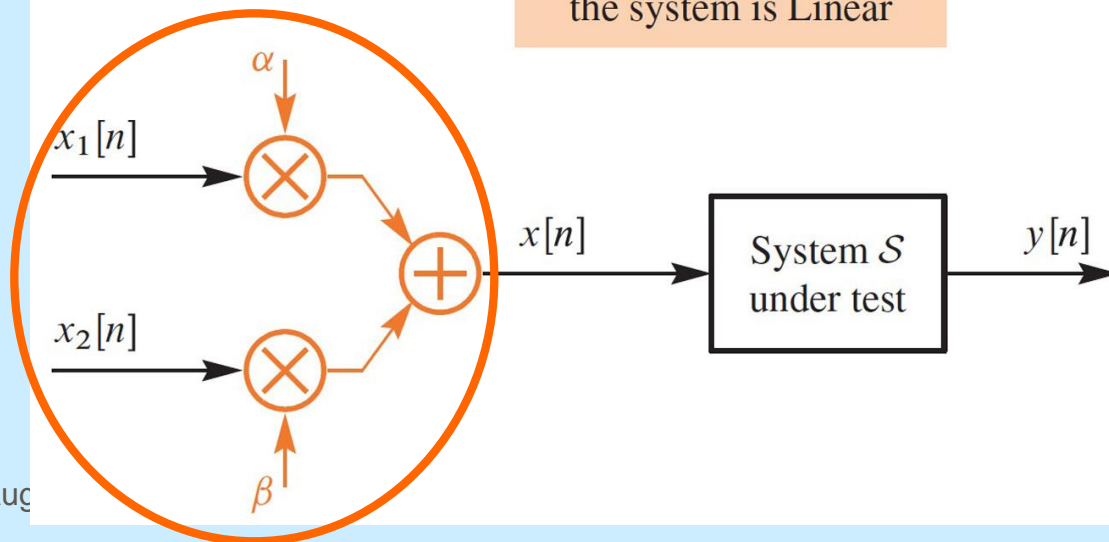 the system is Linear
α
x₁[n]
x[n]
System 𝒮
under test
y[n]
x₂[n]
β